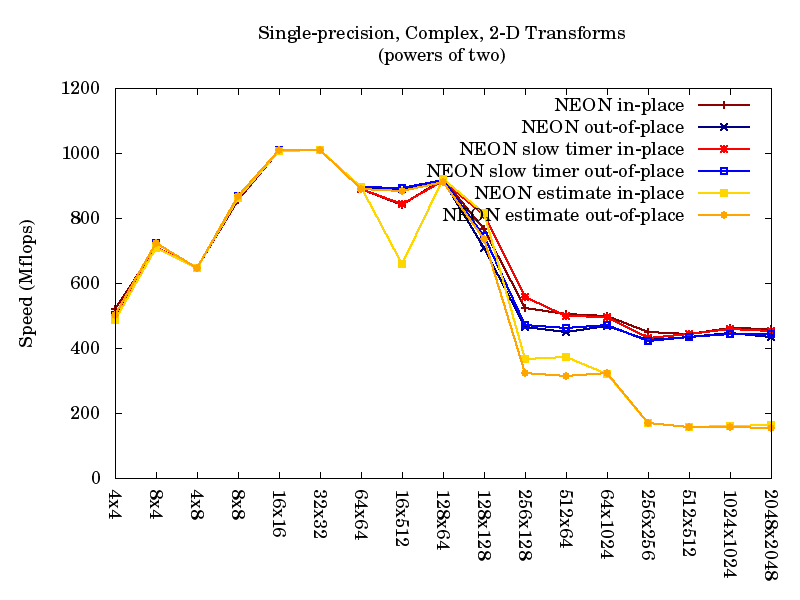 Single-precision, Complex, 2-D Transforms
(powers of two)
Speed (Mflops)
1200
1000
800
600
400
200
0
NEON in-place
NEON out-of-place
NEON slow timer in-place
NEON slow timer out-of-place
NEON estimate in-place
NEON estimate out-of-place
4x4
8x4
4x8
8x8
16x16
32x32
64x64
16x512
128x64
128x128
256x128
512x64
64x1024
256x256
512x512
1024x1024
2048x2048